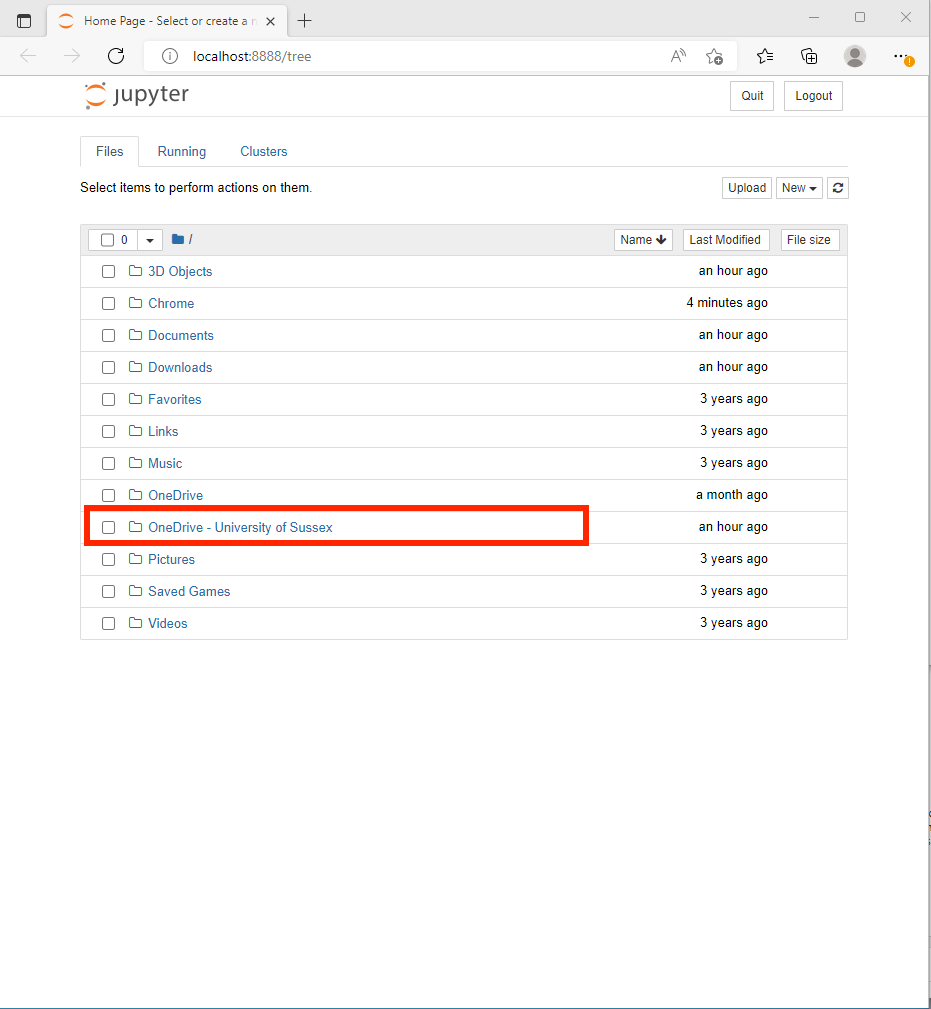 Home Page - Select or create a n
localhost:8888/tree
jupyter
Quit Logout
Files Running Clusters
Select items to perform actions on them.
Upload New
0 / Name Last Modified File size
3D Objects an hour ago
Chrome 4 minutes ago
Documents an hour ago
Downloads an hour ago
Favorites 3 years ago
Links 3 years ago
Music 3 years ago
OneDrive a month ago
OneDrive - University of Sussex an hour ago
Pictures 3 years ago
Saved Games 3 years ago
Videos 3 years ago